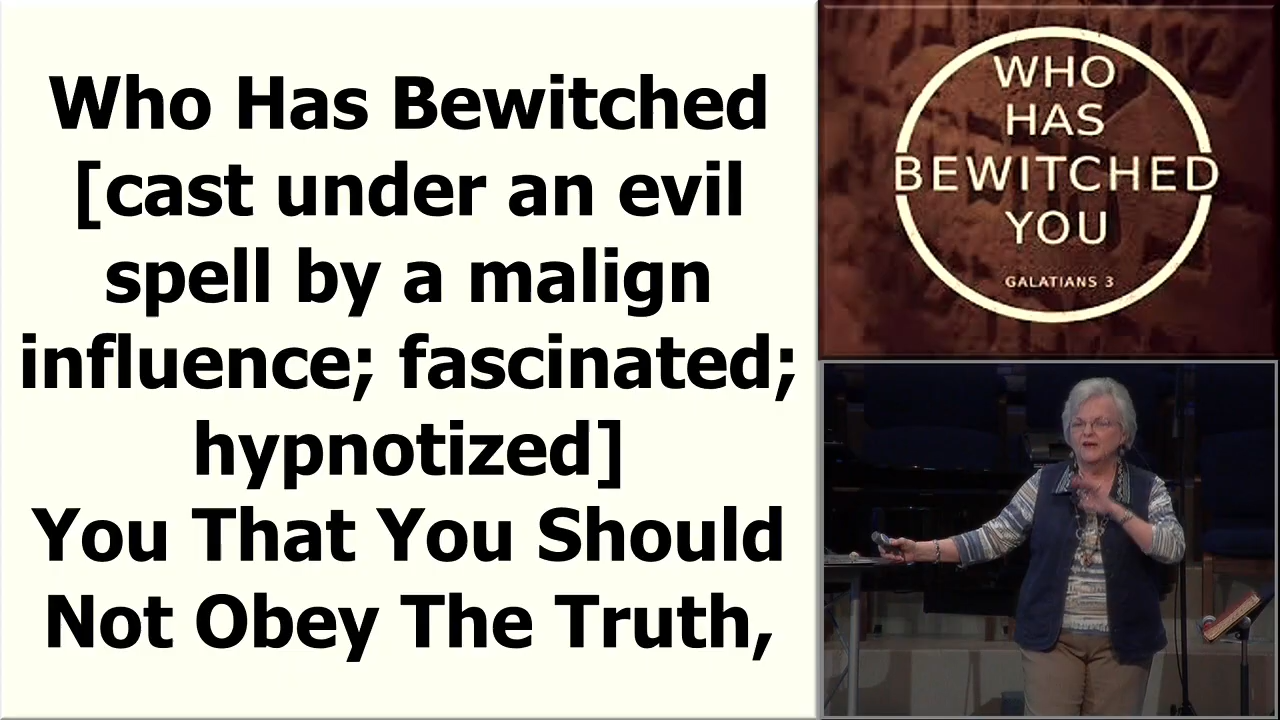 Who Has Bewitched
[cast under an evil
spell by a malign
influence; fascinated;
hypnotized]
You That You Should
Not Obey The Truth,
WHO
HAS
BEWITCHED
YOU
GALATIANS 3